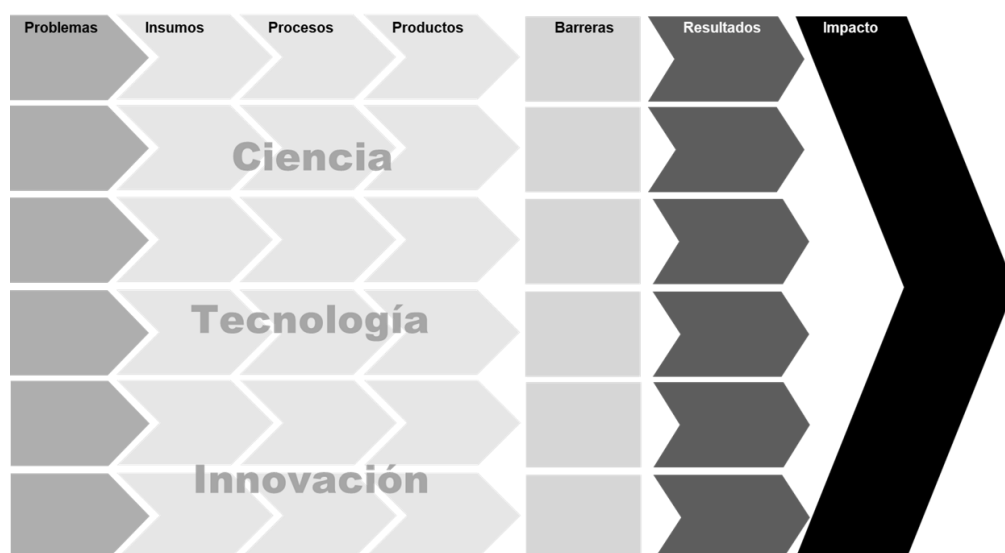 Problemas Insumos Procesos Productos Barreras Resultados Impacto
Ciencia
Tecnología
Innovación